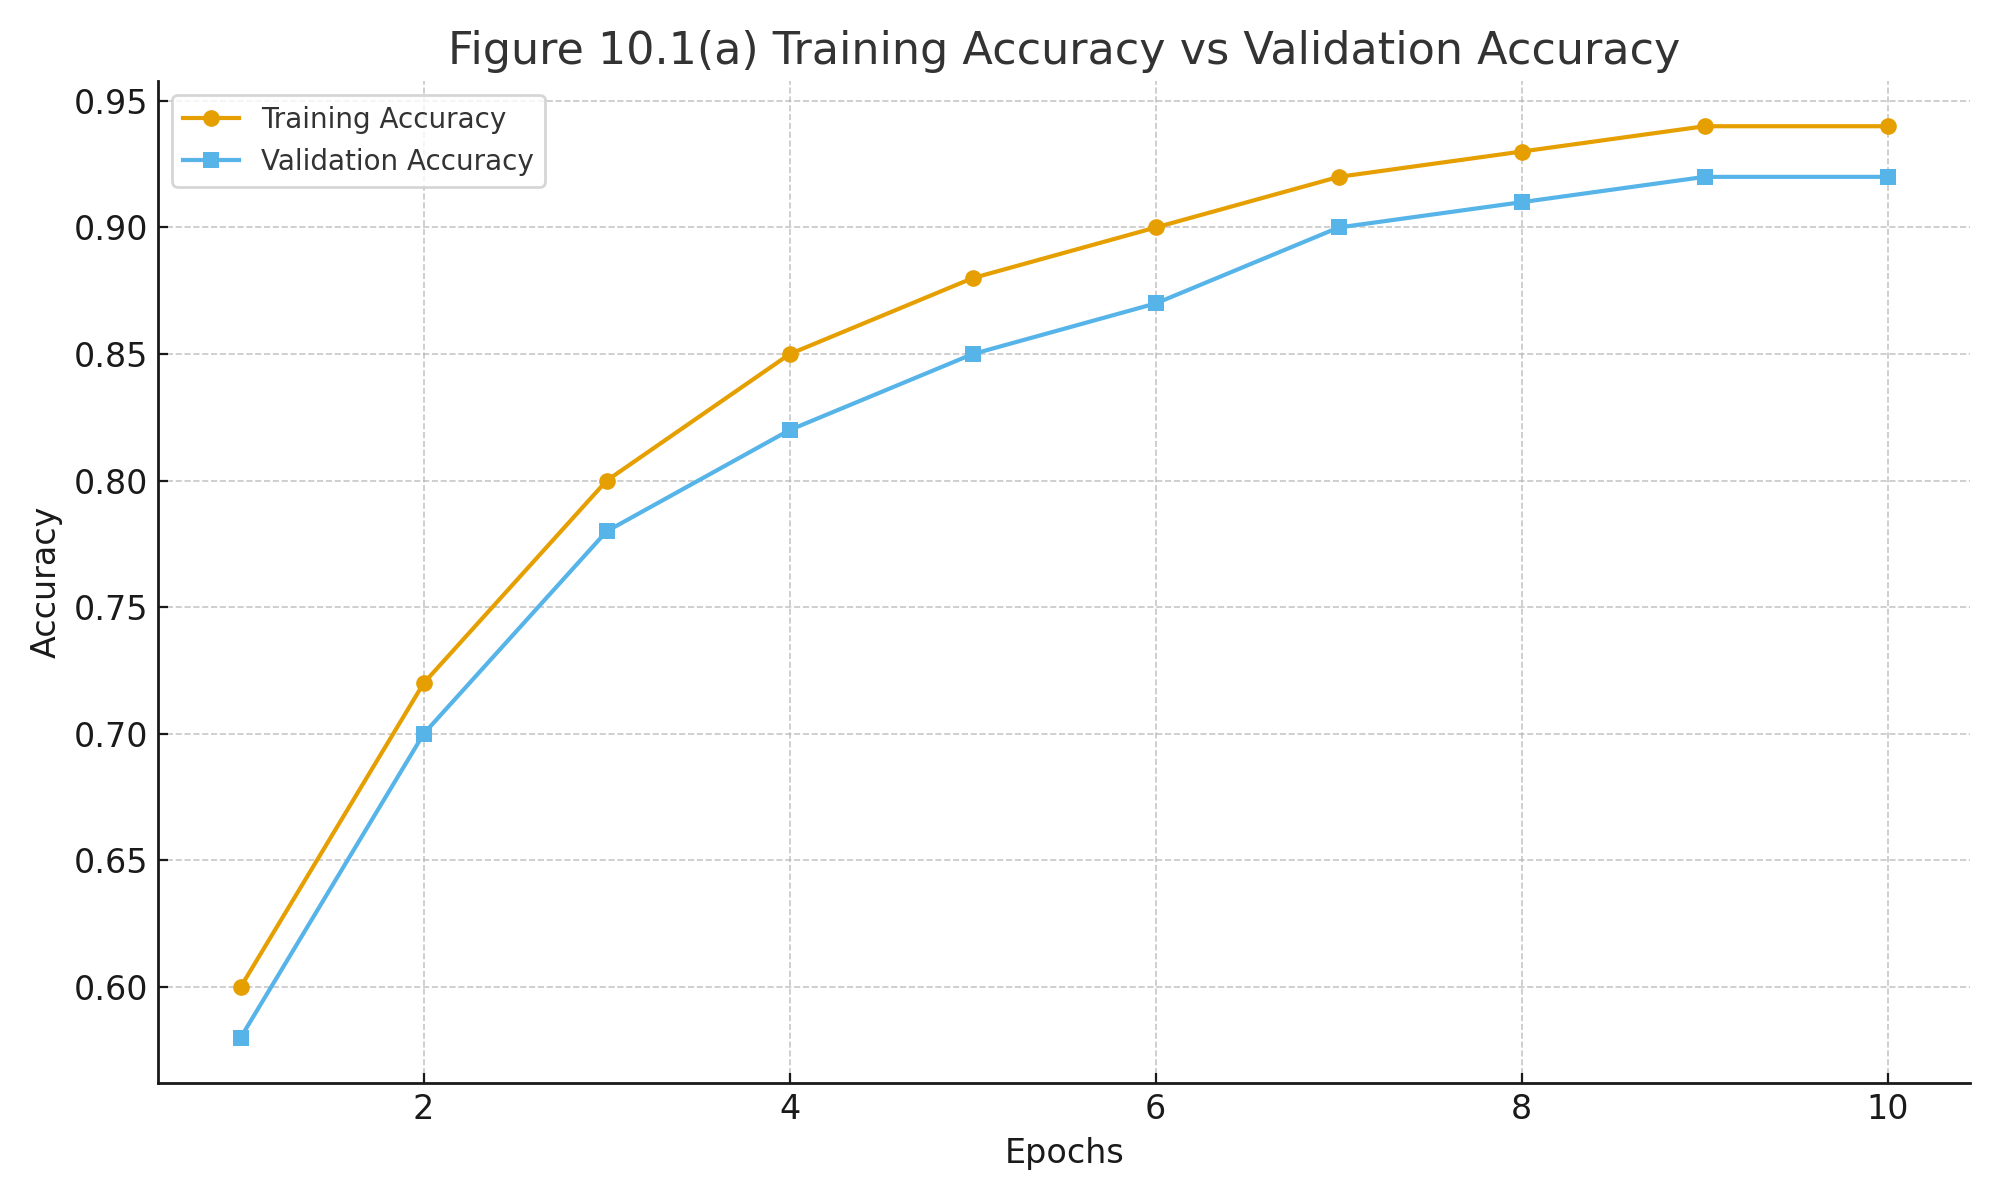 Figure 10.1(a) Training Accuracy vs Validation Accuracy
Training Accuracy
Validation Accuracy
0.95
0.90
0.85
0.80
0.75
0.70
0.65
0.60
Accuracy
2 4 6 8 10
Epochs